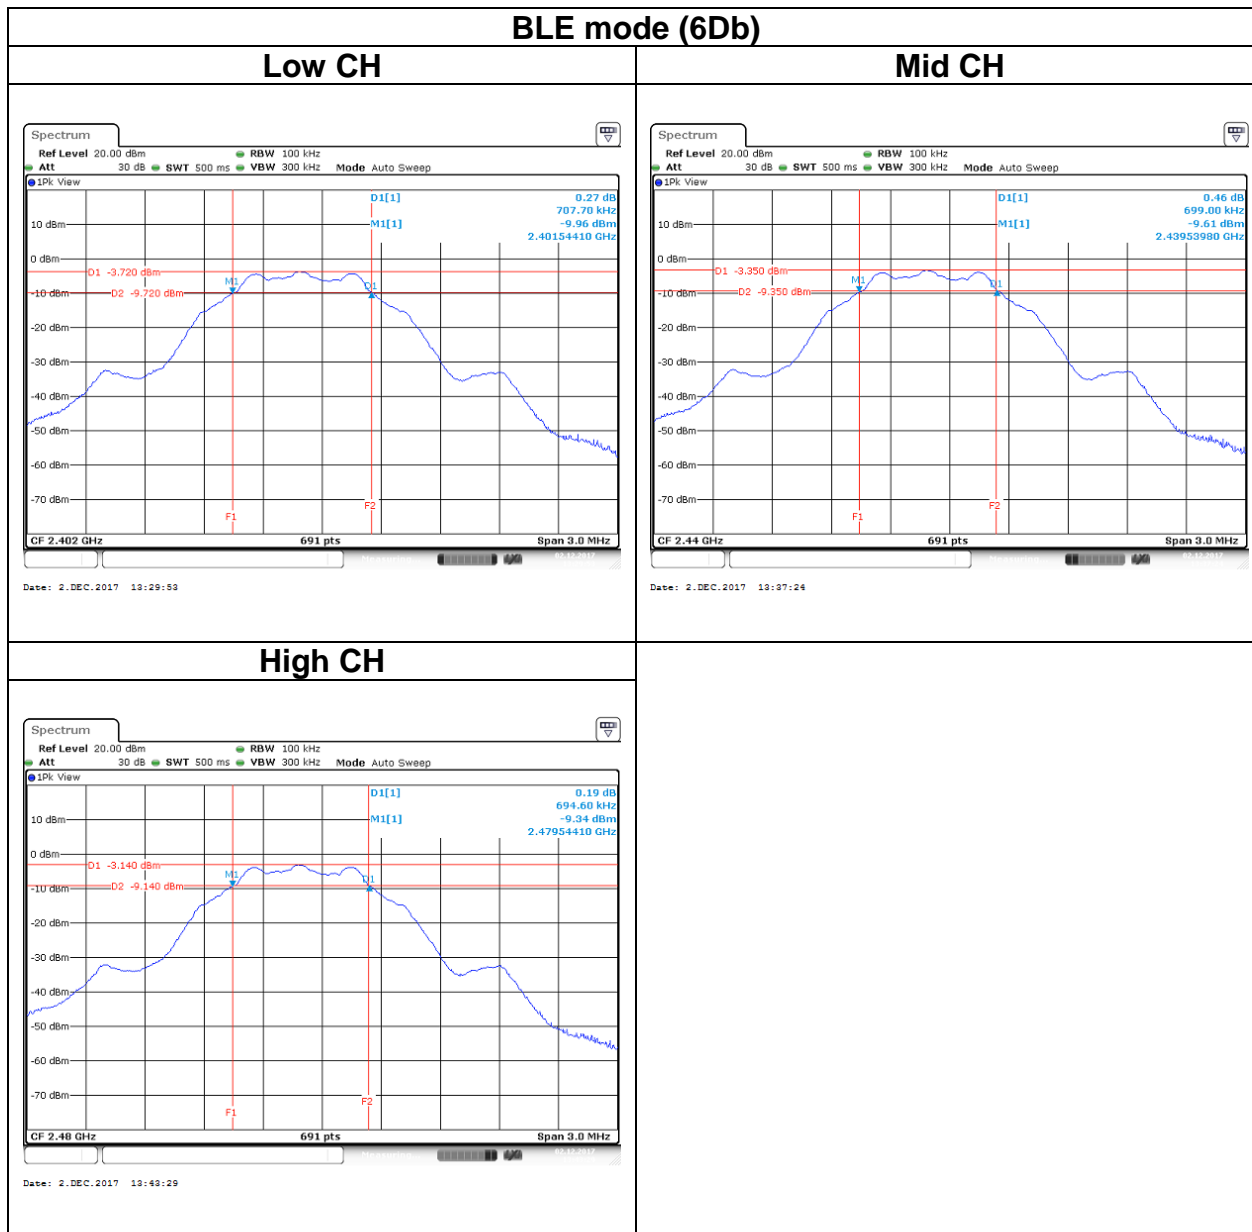 BLE mode (6Db)
Low CH
Mid CH
Spectrum
Ref Level 20.00 dBm RBW 100 kHz
Att 30 dB SWT 500 ms VBW 300 kHz Mode Auto Sweep
1Pk View
D1[1] 0.27 dB
707.70 kHz
M1[1] -9.96 dBm
2.40154410 GHz
10 dBm
0 dBm
D1 -3.720 dBm
M1
D1
-10 dBm
D2 -9.720 dBm
-20 dBm
-30 dBm
-40 dBm
-50 dBm
-60 dBm
-70 dBm
F1
F2
CF 2.402 GHz 691 pts Span 3.0 MHz
02.12.2017
Date: 2.DEC.2017 13:29:53
Spectrum
Ref Level 20.00 dBm RBW 100 kHz
Att 30 dB SWT 500 ms VBW 300 kHz Mode Auto Sweep
1Pk View
D1[1] 0.46 dB
699.00 kHz
M1[1] -9.61 dBm
2.43953980 GHz
10 dBm
0 dBm
D1 -3.350 dBm
M1
D1
-10 dBm
D2 -9.350 dBm
-20 dBm
-30 dBm
-40 dBm
-50 dBm
-60 dBm
-70 dBm
F1
F2
CF 2.44 GHz 691 pts Span 3.0 MHz
02.12.2017
Date: 2.DEC.2017 13:37:24
High CH
Spectrum
Ref Level 20.00 dBm RBW 100 kHz
Att 30 dB SWT 500 ms VBW 300 kHz Mode Auto Sweep
1Pk View
D1[1] 0.19 dB
694.60 kHz
M1[1] -9.34 dBm
2.47954410 GHz
10 dBm
0 dBm
D1 -3.140 dBm
M1
D1
-10 dBm
D2 -9.140 dBm
-20 dBm
-30 dBm
-40 dBm
-50 dBm
-60 dBm
-70 dBm
F1
F2
CF 2.48 GHz 691 pts Span 3.0 MHz
Measuring... 02.12.2017
Date: 2.DEC.2017 13:43:29